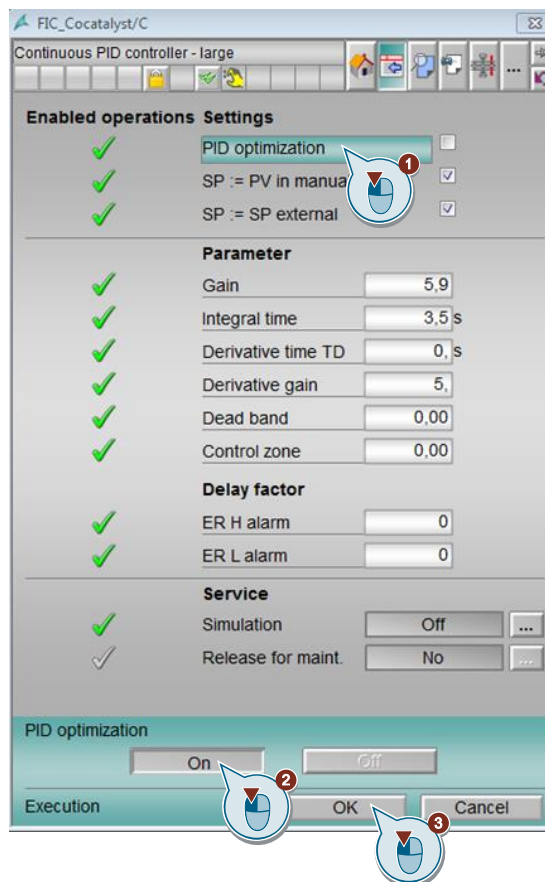 FIC_Cocatalyst/C
Continuous PID controller - large
...
Enabled operations Settings
PID optimization
1
SP := PV in manua
SP := SP external
Parameter
Gain 5,9
Integral time 3,5 s
Derivative time TD 0, s
Derivative gain 5,
Dead band 0,00
Control zone 0,00
Delay factor
ER H alarm 0
ER L alarm 0
Service
Simulation Off ...
Release for maint. No ...
PID optimization
On Off
2
Execution OK Cancel
3